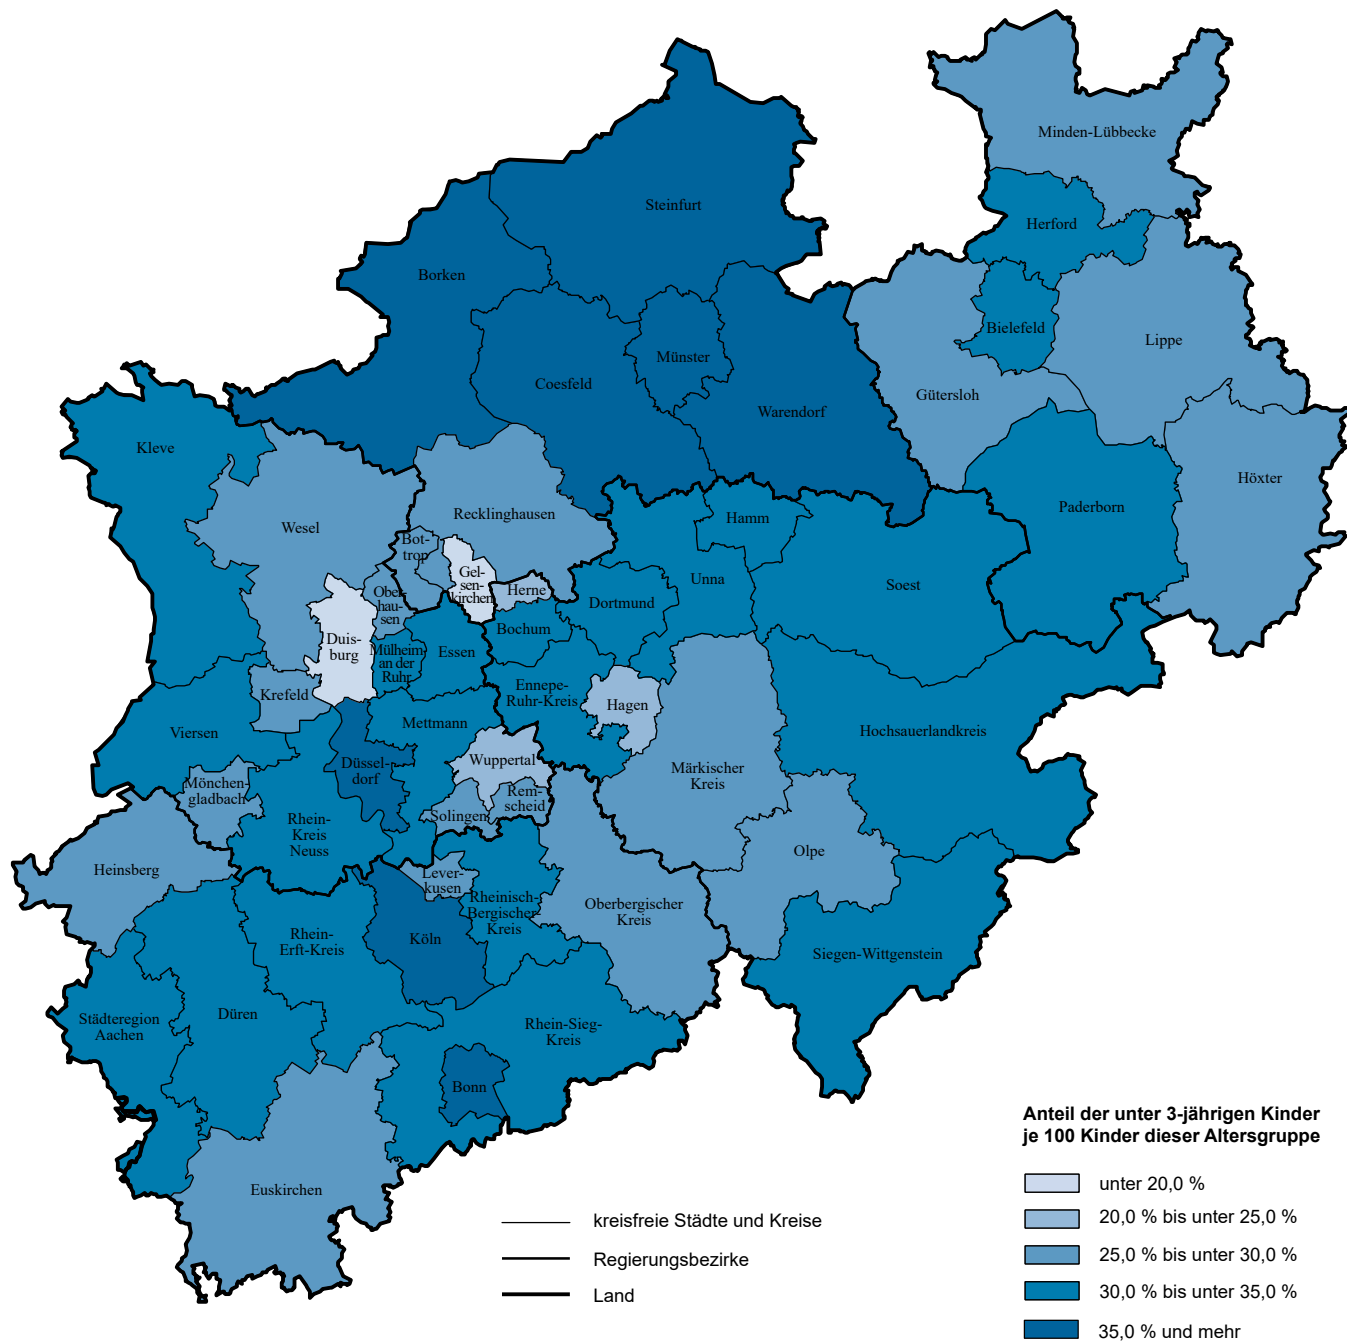 Minden-Lübbecke
Steinfurt
Herford
Borken
Bielefeld
Lippe
Münster
Coesfeld
Gütersloh
Warendorf
Kleve
Höxter
Paderborn
Recklinghausen
Hamm
Wesel
Bot-
trop
Gel-
sen-
kirchen
Unna
Soest
Herne
Ober-
hau-
sen
Dortmund
Bochum
Duis-
burg
Mülheim
an der
Ruhr
Essen
Ennepe-
Ruhr-Kreis
Krefeld
Hagen
Viersen
Mettmann
Hochsauerlandkreis
Düssel-
dorf
Wuppertal
Märkischer
Kreis
Mönchen-
gladbach
Rem-
scheid
Solingen
Rhein-
Kreis
Neuss
Olpe
Heinsberg
Lever-
kusen
Rheinisch-
Bergischer-
Kreis
Oberbergischer
Kreis
Rhein-
Erft-Kreis
Köln
Siegen-Wittgenstein
Düren
Städteregion
Aachen
Rhein-Sieg-
Kreis
Bonn
Euskirchen
Anteil der unter 3-jährigen Kinder
je 100 Kinder dieser Altersgruppe
unter 20,0 %
20,0 % bis unter 25,0 %
25,0 % bis unter 30,0 %
30,0 % bis unter 35,0 %
35,0 % und mehr
kreisfreie Städte und Kreise
Regierungsbezirke
Land